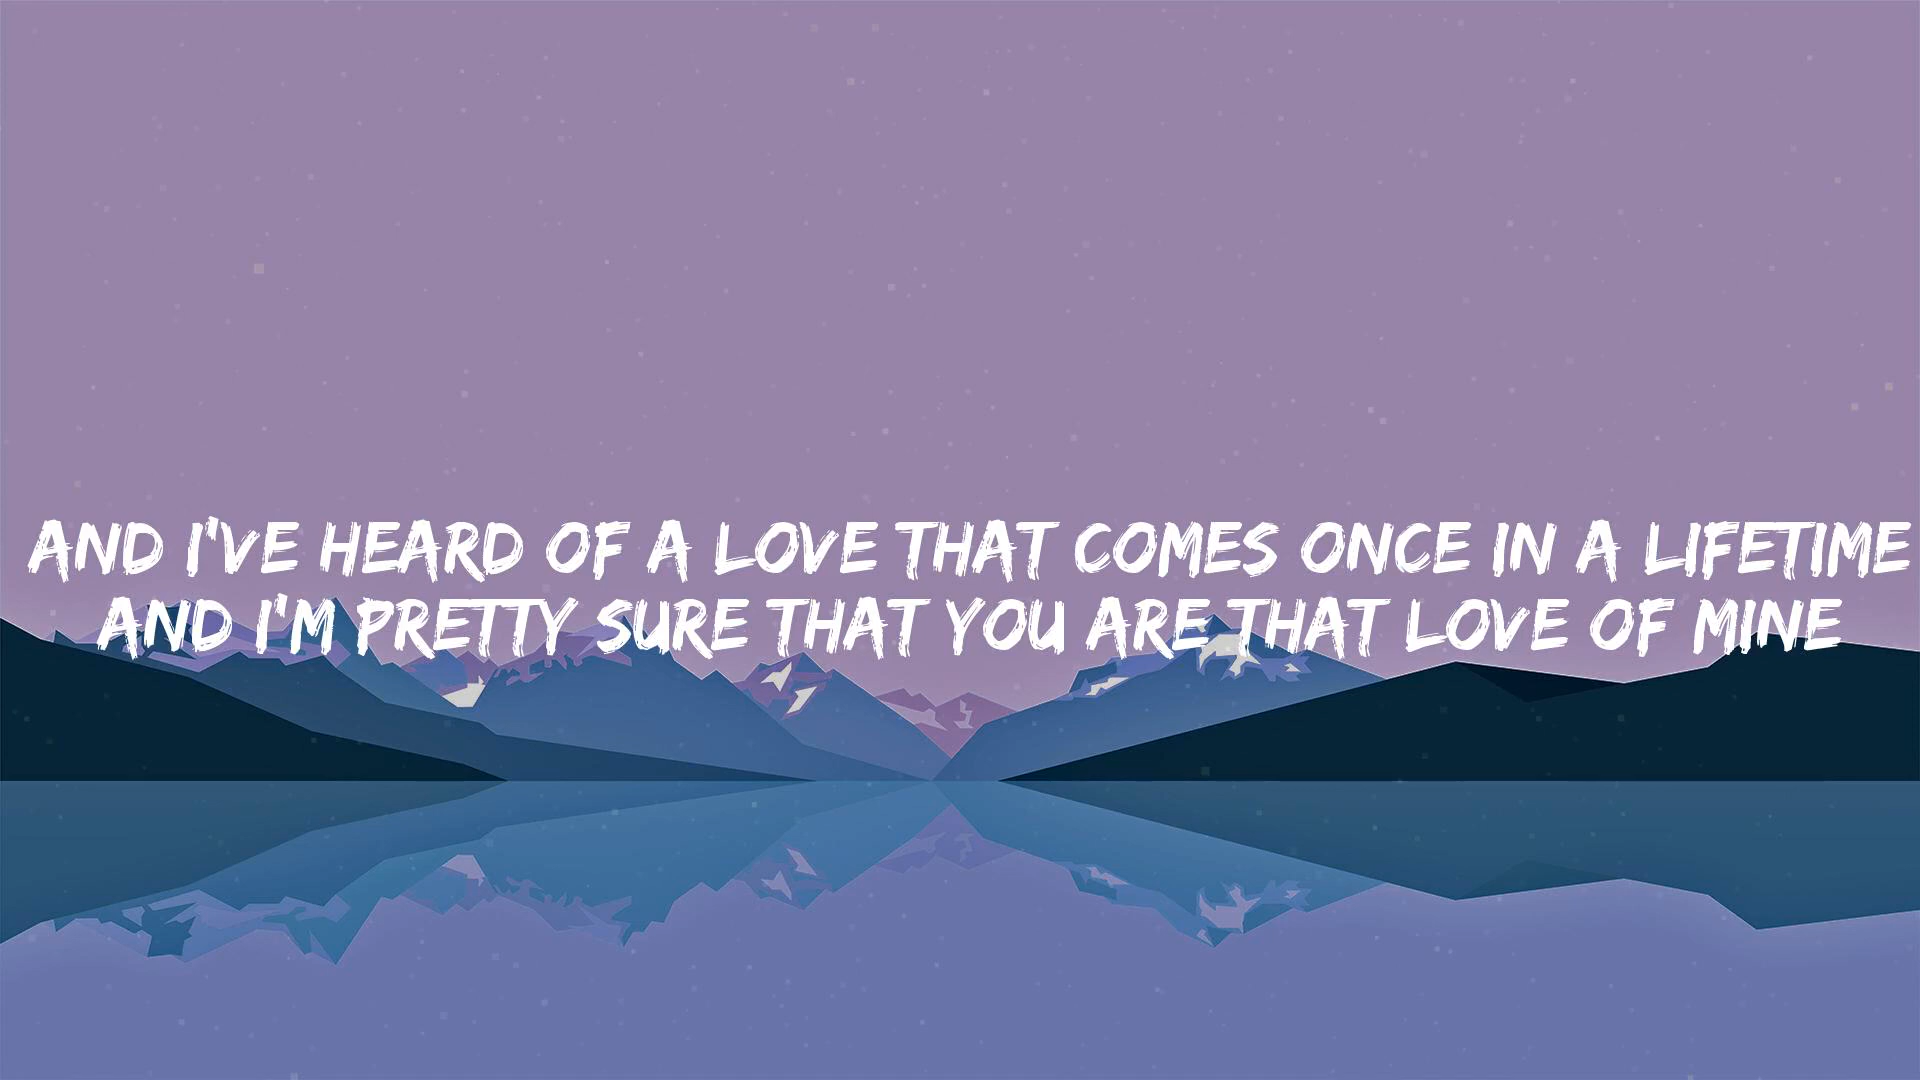 AND I'VE HEARD OF A LOVE THAT COMES ONCE IN A LIFETIME
AND I'M PRETTY SURE THAT YOU ARE THAT LOVE OF MINE